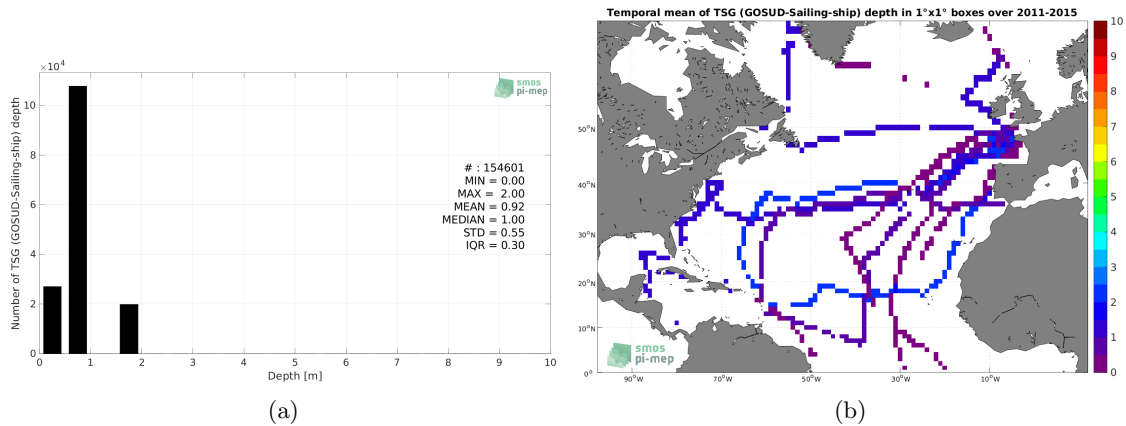 Temporal mean of TSG (GOSUD-Sailing-ship) depth in 1°x1° boxes over 2011-2015
×10⁴
Number of TSG (GOSUD-Sailing-ship) depth
10
8
6
4
2
0
smos
pi-mep
# : 154601
MIN = 0.00
MAX = 2.00
MEAN = 0.92
MEDIAN = 1.00
STD = 0.55
IQR = 0.30
0 1 2 3 4 5 6 7 8 9 10
Depth [m]
(a)
50°N
40°N
30°N
20°N
10°N
0°
90°W 70°W 50°W 30°W 10°W
smos
pi-mep
10
9
8
7
6
5
4
3
2
1
0
(b)